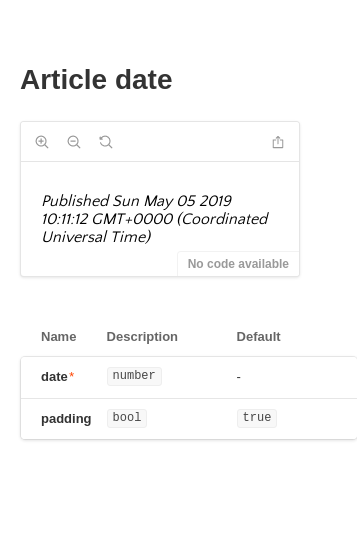 Article date
Published Sun May 05 2019
10:11:12 GMT+0000 (Coordinated
Universal Time)
No code available
Name Description Default
date* number -
padding bool true